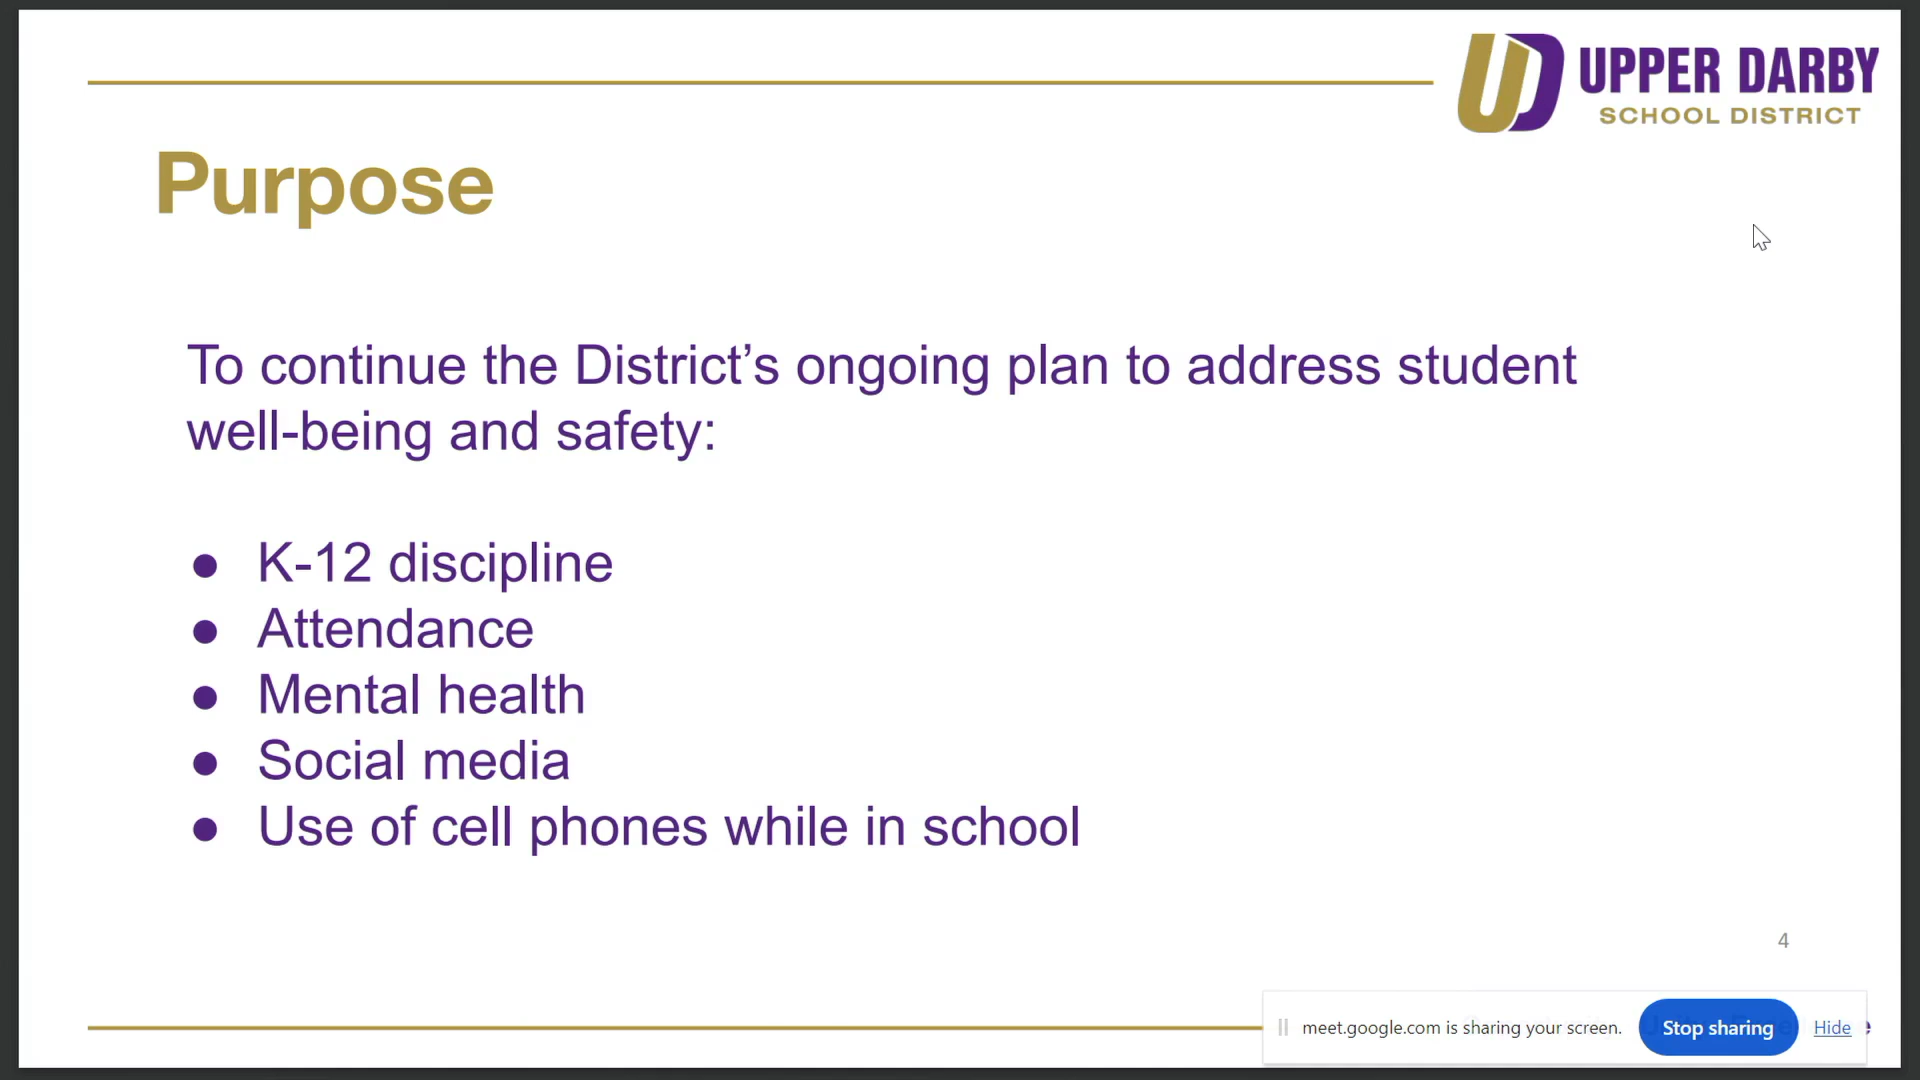 UPPER DARBY
SCHOOL DISTRICT
Purpose
To continue the District’s ongoing plan to address student
well-being and safety:
● K-12 discipline
● Attendance
● Mental health
● Social media
● Use of cell phones while in school
4
meet.google.com is sharing your screen. Stop sharing Hide